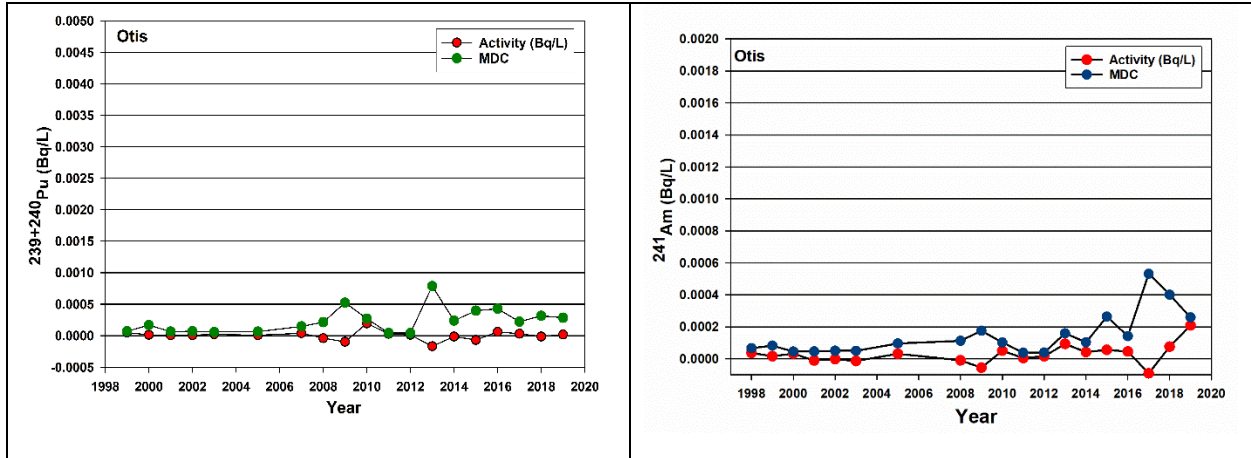 Otis
Activity (Bq/L)
MDC
0.0050
0.0045
0.0040
0.0035
0.0030
0.0025
0.0020
0.0015
0.0010
0.0005
0.0000
-0.0005
239+240Pu (Bq/L)
1998 2000 2002 2004 2006 2008 2010 2012 2014 2016 2018 2020
Year
Otis
Activity (Bq/L)
MDC
0.0020
0.0018
0.0016
0.0014
0.0012
0.0010
0.0008
0.0006
0.0004
0.0002
0.0000
241Am (Bq/L)
1998 2000 2002 2004 2006 2008 2010 2012 2014 2016 2018 2020
Year